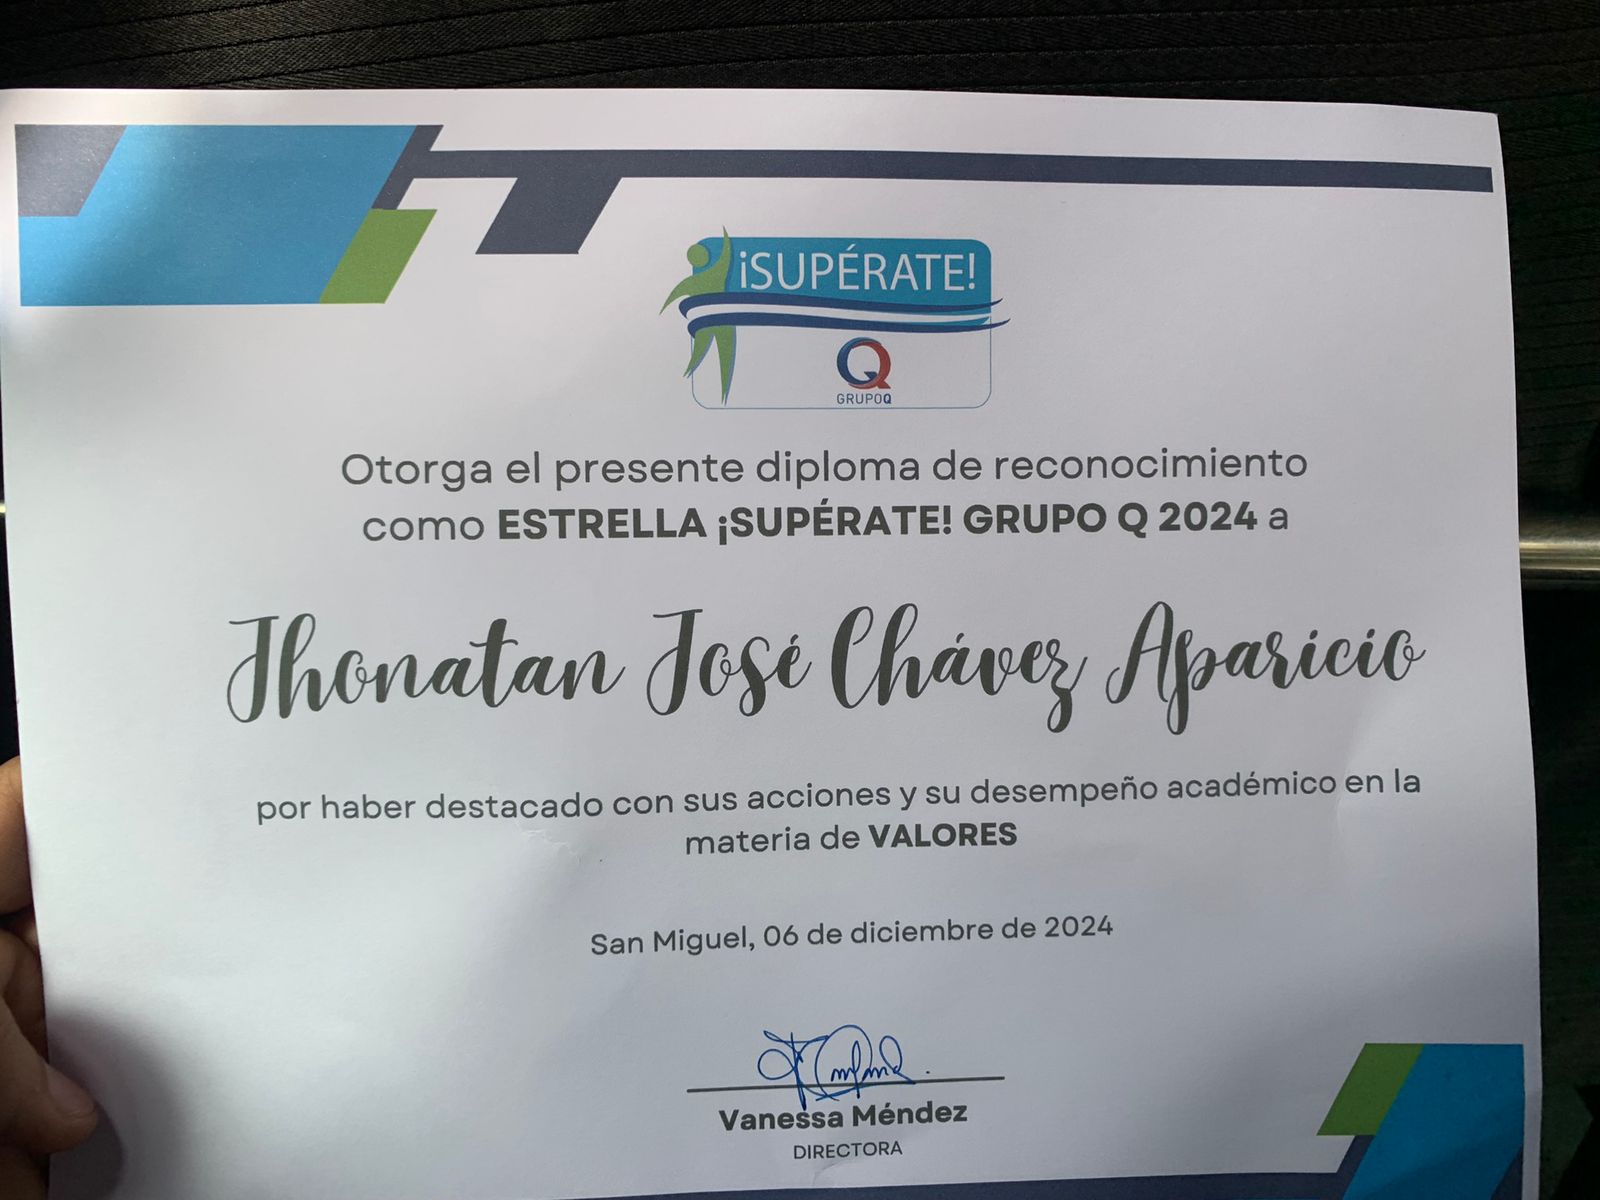 ¡SUPÉRATE!
GRUPOQ
Otorga el presente diploma de reconocimiento
como ESTRELLA ¡SUPÉRATE! GRUPO Q 2024 a
Jhonatan José Chávez Aparicio
por haber destacado con sus acciones y su desempeño académico en la
materia de VALORES
San Miguel, 06 de diciembre de 2024
Vanessa Méndez
DIRECTORA